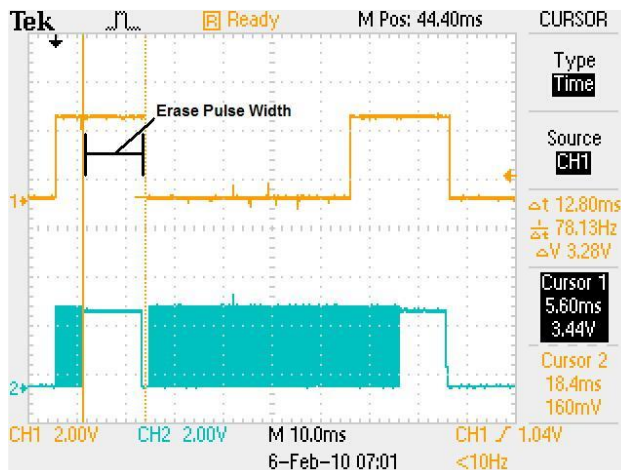 Tek
R Ready
M Pos: 44.40ms
CURSOR
Type
Time
Source
CH1
Erase Pulse Width
1
Δt 12.80ms
1/Δt 78.13Hz
ΔV 3.28V
Cursor 1
5.60ms
3.44V
Cursor 2
18.4ms
160mV
2
CH1 2.00V
CH2 2.00V
M 10.0ms
CH1 / 1.04V
6-Feb-10 07:01
<10Hz